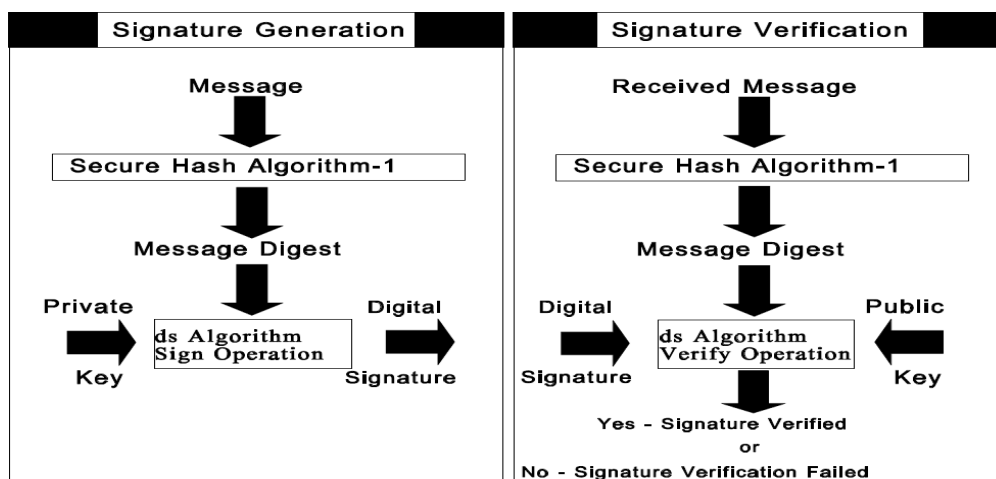 Signature Generation
Message
Secure Hash Algorithm-1
Message Digest
Private
Key
ds Algorithm
Sign Operation
Digital
Signature
Signature Verification
Received Message
Secure Hash Algorithm-1
Message Digest
Digital
Signature
ds Algorithm
Verify Operation
Public
Key
Yes - Signature Verified
or
No - Signature Verification Failed